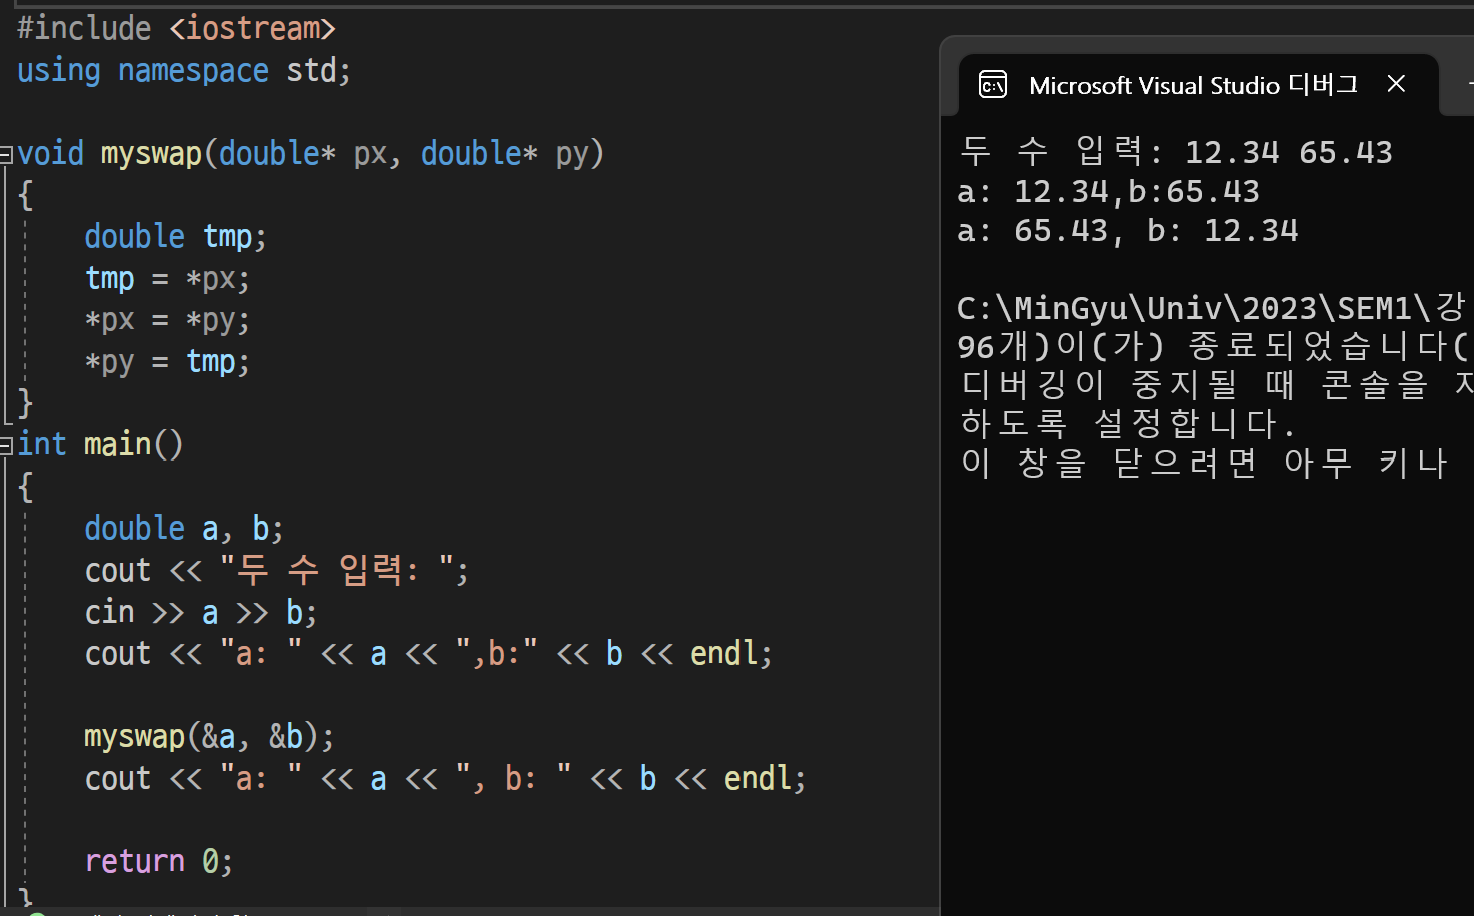 #include <iostream>
using namespace std;
void myswap(double* px, double* py)
{
double tmp;
tmp = *px;
*px = *py;
*py = tmp;
}
int main()
{
double a, b;
cout << "두 수 입력: ";
cin >> a >> b;
cout << "a: " << a << ",b:" << b << endl;
myswap(&a, &b);
cout << "a: " << a << ", b: " << b << endl;
return 0;
}
Microsoft Visual Studio 디버그
두 수 입력: 12.34 65.43
a: 12.34,b:65.43
a: 65.43, b: 12.34
C:\MinGyu\Univ\2023\SEM1\강
96개)이(가) 종료되었습니다(
디버깅이 중지될 때 콘솔을
하도록 설정합니다.
이 창을 닫으려면 아무 키나